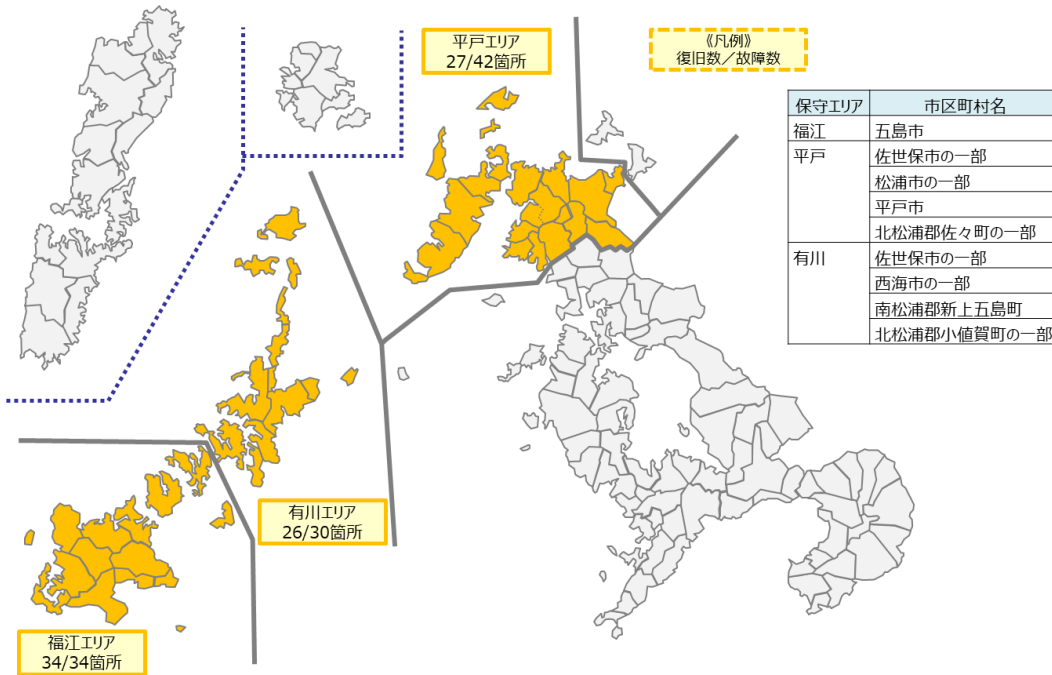 平戸エリア
27/42箇所
《凡例》
復旧数／故障数
保守エリア 市区町村名
福江 五島市
平戸 佐世保市の一部
松浦市の一部
平戸市
北松浦郡佐々町の一部
有川 佐世保市の一部
西海市の一部
南松浦郡新上五島町
北松浦郡小値賀町の一部
有川エリア
26/30箇所
福江エリア
34/34箇所